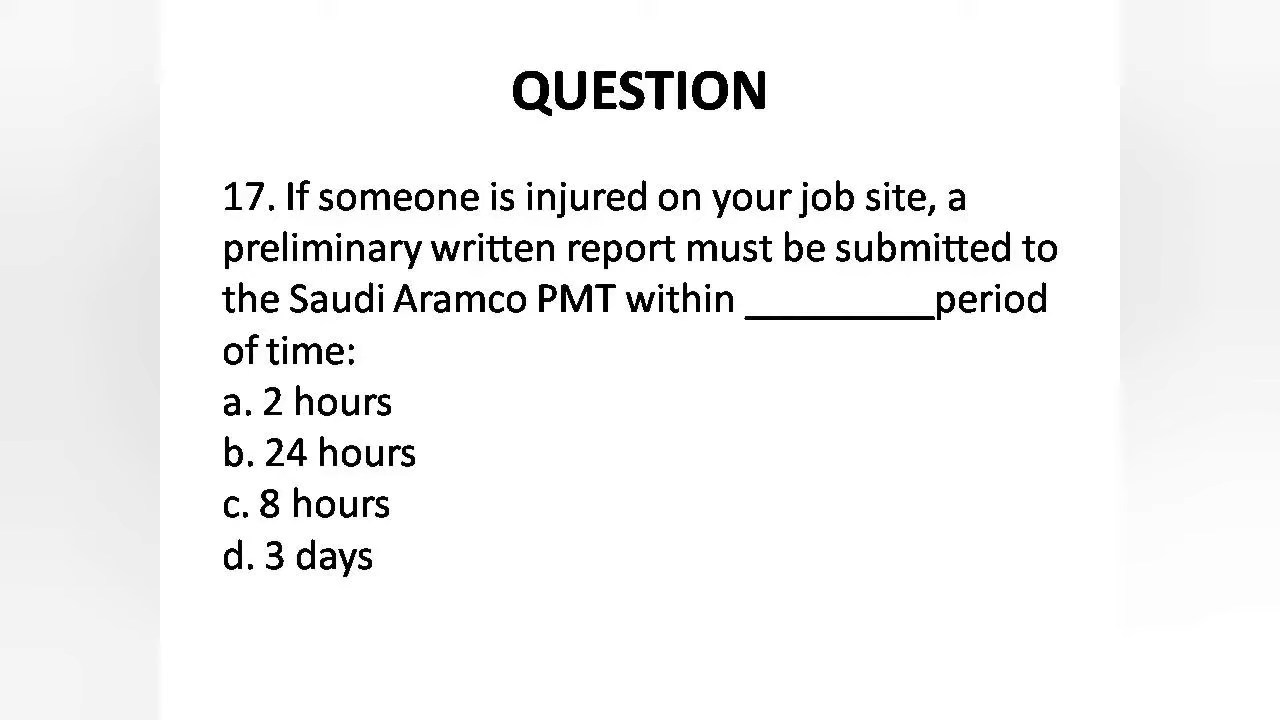 QUESTION
17. If someone is injured on your job site, a
preliminary written report must be submitted to
the Saudi Aramco PMT within _________period
of time:
a. 2 hours
b. 24 hours
c. 8 hours
d. 3 days